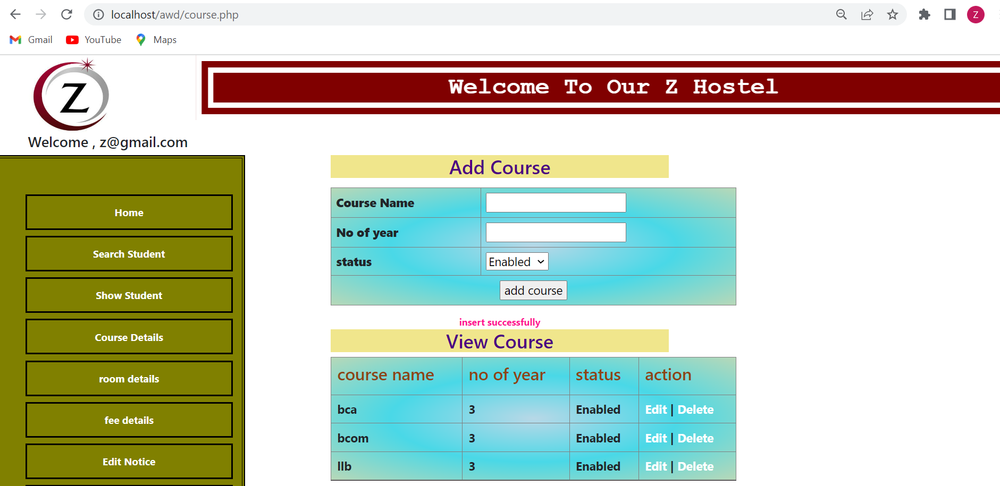 localhost/awd/course.php
Z
Gmail YouTube Maps
Z
Welcome To Our Z Hostel
Welcome , z@gmail.com
Home
Search Student
Show Student
Course Details
room details
fee details
Edit Notice
Add Course
Course Name
No of year
status Enabled
add course
insert successfully
View Course
course name no of year status action
bca 3 Enabled Edit | Delete
bcom 3 Enabled Edit | Delete
llb 3 Enabled Edit | Delete